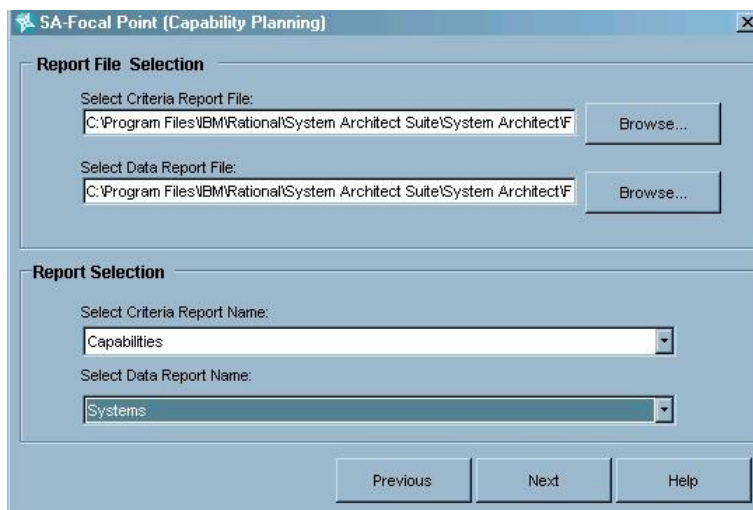 SA-Focal Point (Capability Planning)
Report File Selection
Select Criteria Report File:
C:\Program Files\IBM\Rational\System Architect Suite\System Architect\F
Browse...
Select Data Report File:
C:\Program Files\IBM\Rational\System Architect Suite\System Architect\F
Browse...
Report Selection
Select Criteria Report Name:
Capabilities
Select Data Report Name:
Systems
Previous Next Help